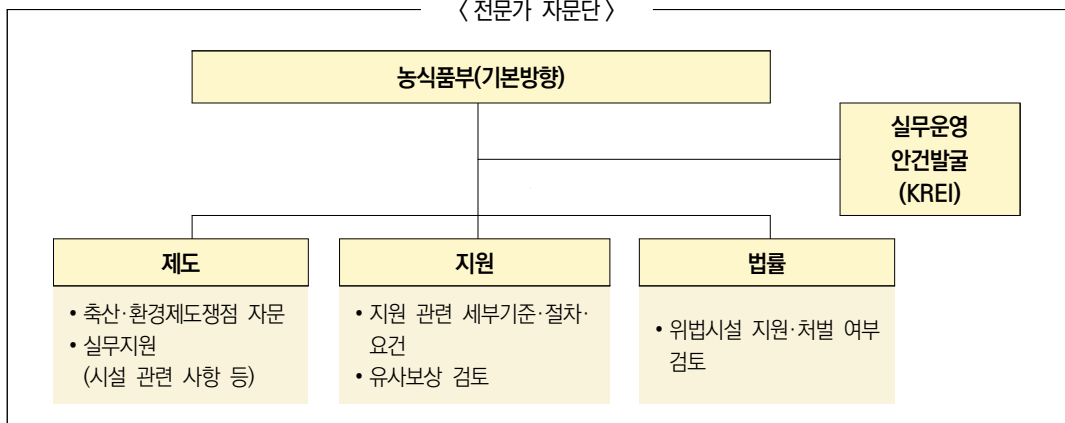 〈 전문가 자문단 〉
농식품부(기본방향)
실무운영
안건발굴
(KREI)
제도
• 축산·환경제도쟁점 자문
• 실무지원
(시설 관련 사항 등)
지원
• 지원 관련 세부기준·절차·
요건
• 유사보상 검토
법률
• 위법시설 지원·처벌 여부
검토